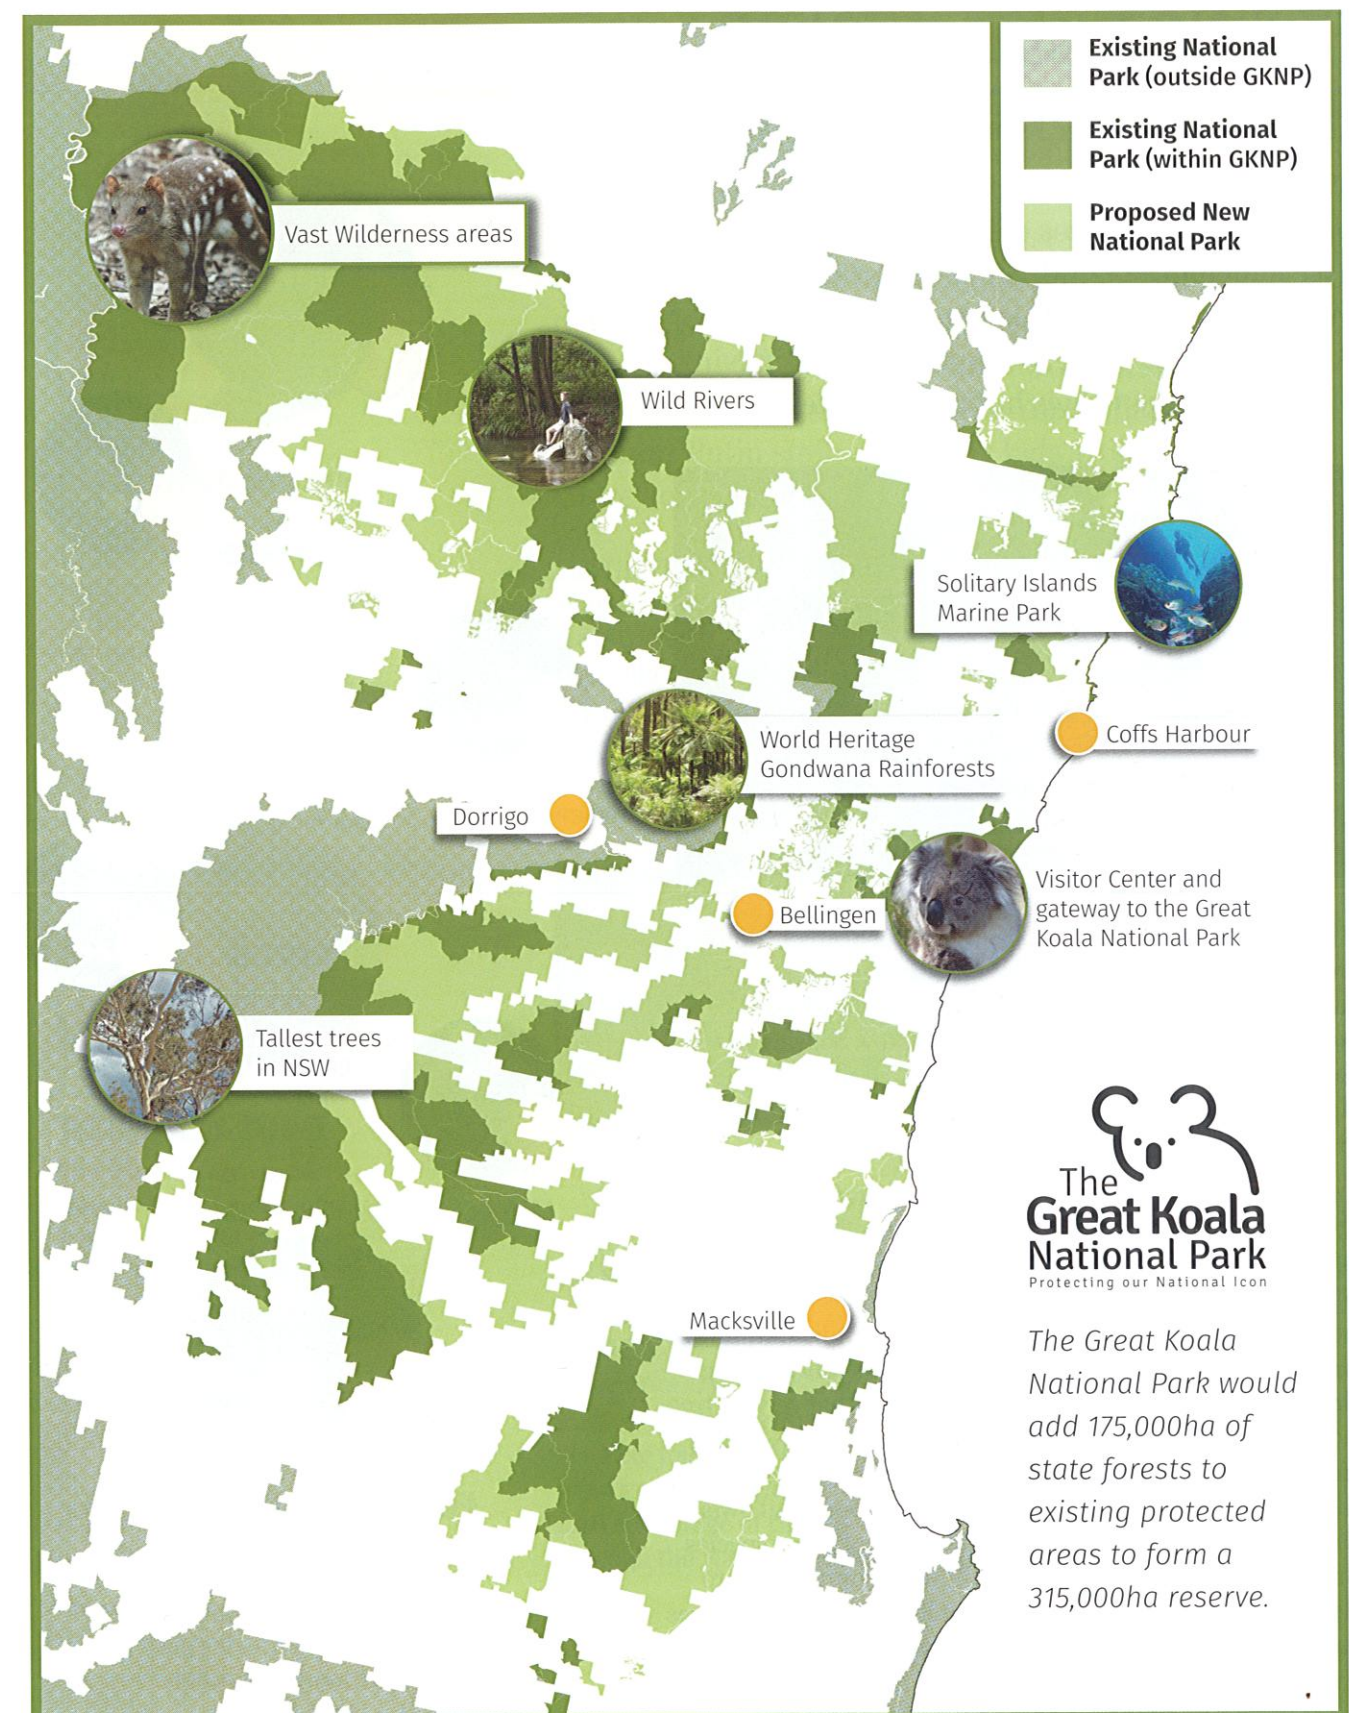 Existing National
Park (outside GKNP)
Existing National
Park (within GKNP)
Proposed New
National Park
Vast Wilderness areas
Wild Rivers
Solitary Islands
Marine Park
World Heritage
Gondwana Rainforests
Coffs Harbour
Dorrigo
Bellingen
Visitor Center and
gateway to the Great
Koala National Park
Tallest trees
in NSW
Macksville
The
Great Koala
National Park
Protecting our National Icon
The Great Koala
National Park would
add 175,000ha of
state forests to
existing protected
areas to form a
315,000ha reserve.